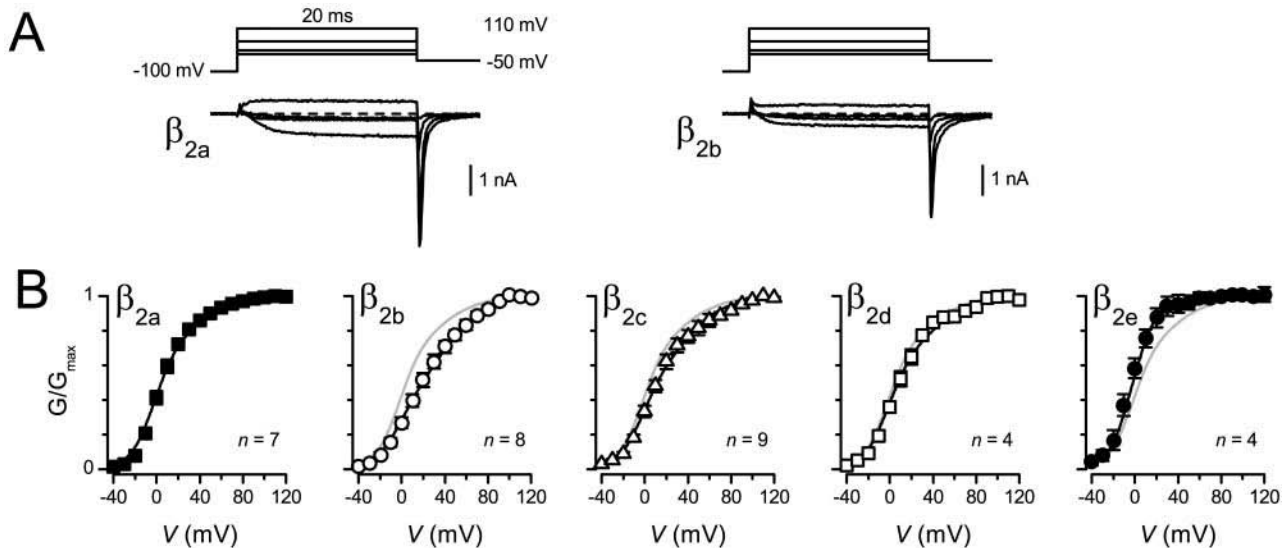 A
20 ms
110 mV
-50 mV
-100 mV
β2a
1 nA
β2b
1 nA
B
β2a
β2b
β2c
β2d
β2e
1
G/Gmax
0
n = 7
n = 8
n = 9
n = 4
n = 4
-40 0 40 80 120
-40 0 40 80 120
-40 0 40 80 120
-40 0 40 80 120
-40 0 40 80 120
V (mV)
V (mV)
V (mV)
V (mV)
V (mV)